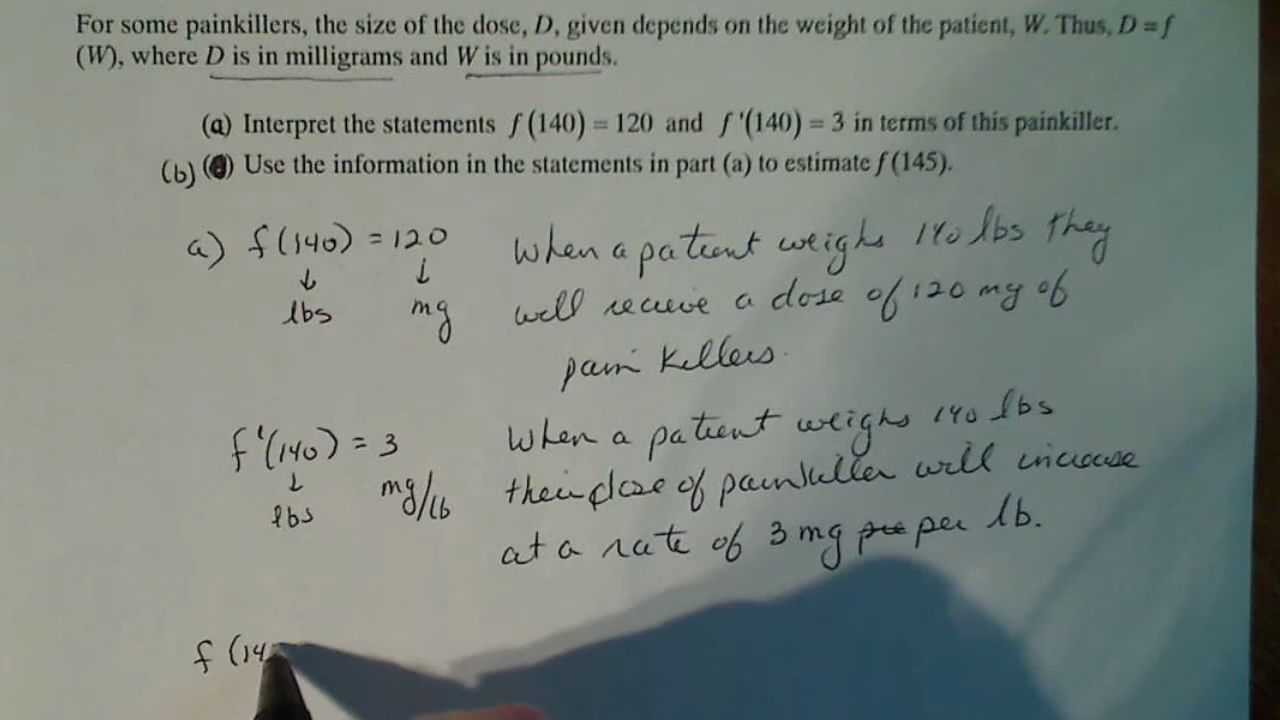 For some painkillers, the size of the dose, D, given depends on the weight of the patient, W. Thus, D = f
(W), where D is in milligrams and W is in pounds.
(a) Interpret the statements f (140) = 120 and f '(140) = 3 in terms of this painkiller.
(b) Use the information in the statements in part (a) to estimate f (145).
a) f(140) = 120 When a patient weighs 140 lbs they
↓ ↓
lbs mg will recieve a dose of 120 mg of
pain killers.
f'(140) = 3 When a patient weighs 140 lbs
↓
lbs mg/lb their dose of painkiller will increase
at a rate of 3 mg per lb.
f (14